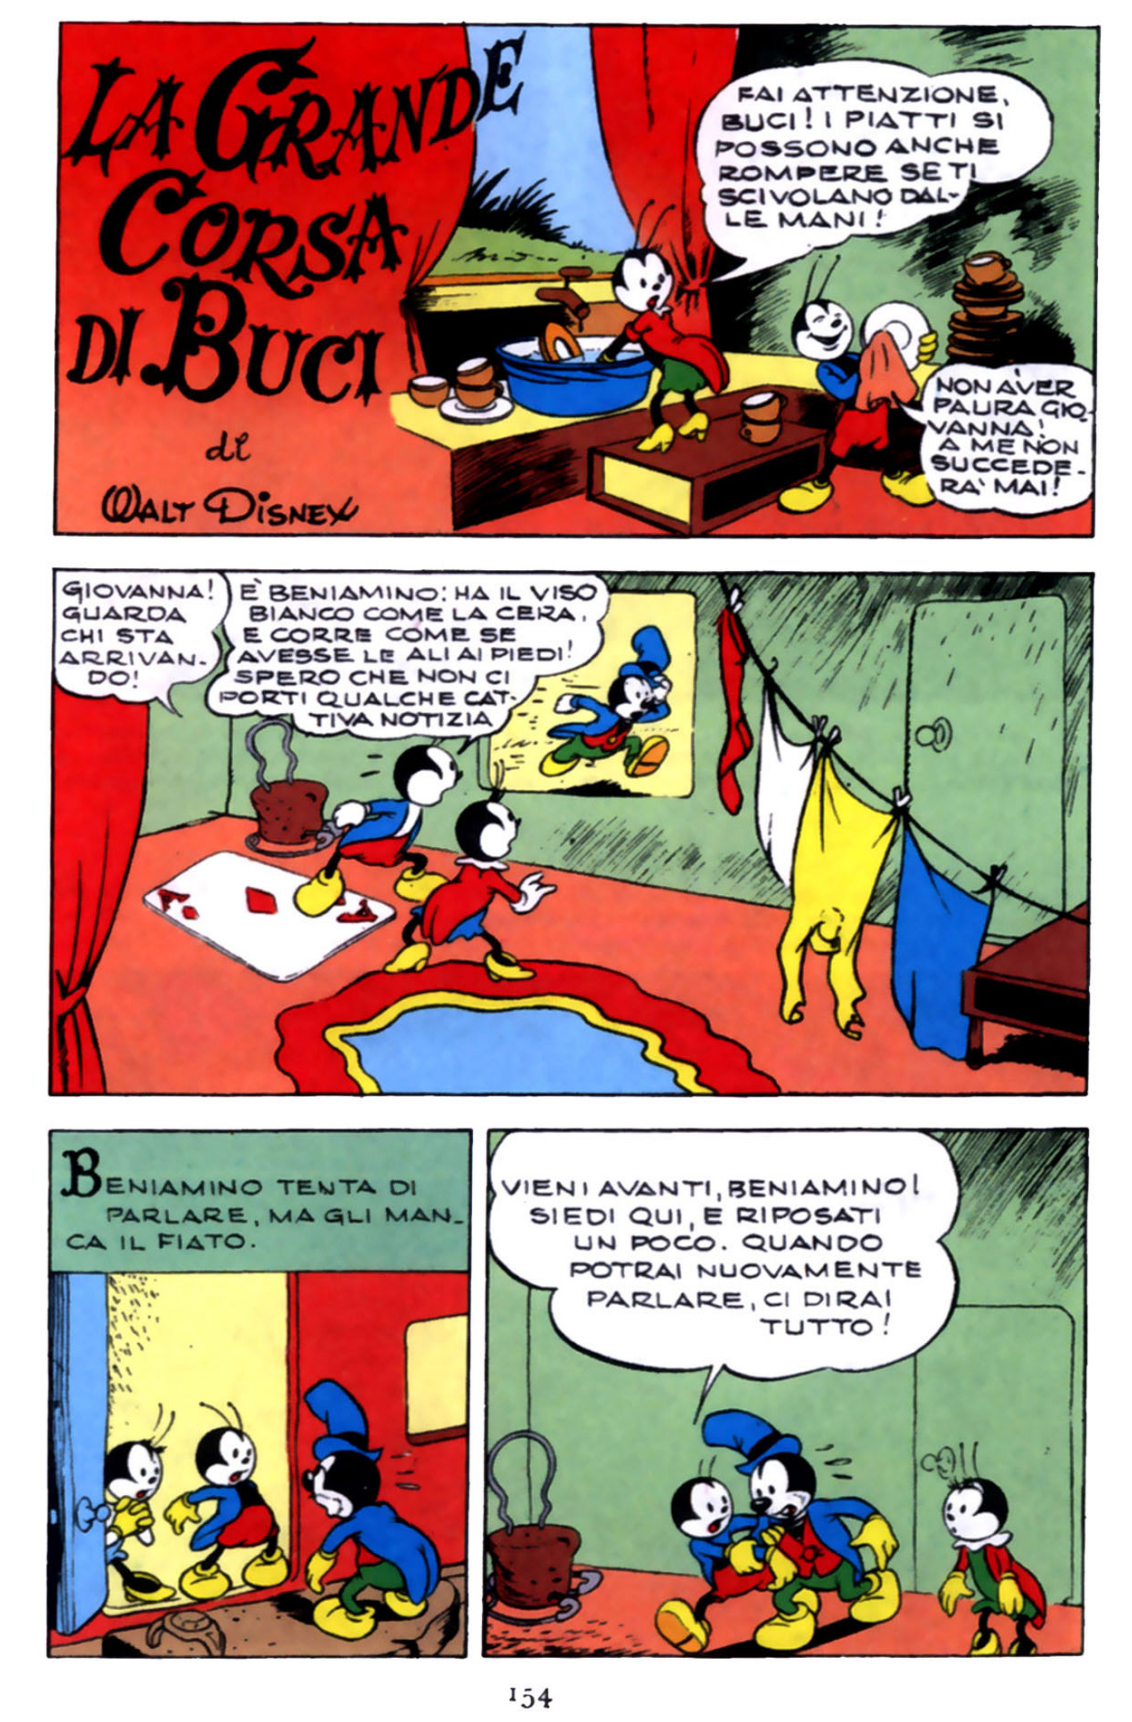 LA GRANDE
CORSA
DI BUCI
di
WALT DISNEY
FAI ATTENZIONE,
BUCI! I PIATTI SI
POSSONO ANCHE
ROMPERE SE TI
SCIVOLANO DAL-
LE MANI!
NON AVER
PAURA GIO-
VANNA!
A ME NON
SUCCEDE-
RA' MAI!
GIOVANNA!
GUARDA
CHI STA
ARRIVAN-
DO!
È BENIAMINO: HA IL VISO
BIANCO COME LA CERA,
E CORRE COME SE
AVESSE LE ALI AI PIEDI!
SPERO CHE NON CI
PORTI QUALCHE CAT-
TIVA NOTIZIA
BENIAMINO TENTA DI
PARLARE, MA GLI MAN-
CA IL FIATO.
VIENI AVANTI, BENIAMINO!
SIEDI QUI, E RIPOSATI
UN POCO. QUANDO
POTRAI NUOVAMENTE
PARLARE, CI DIRAI
TUTTO!
154